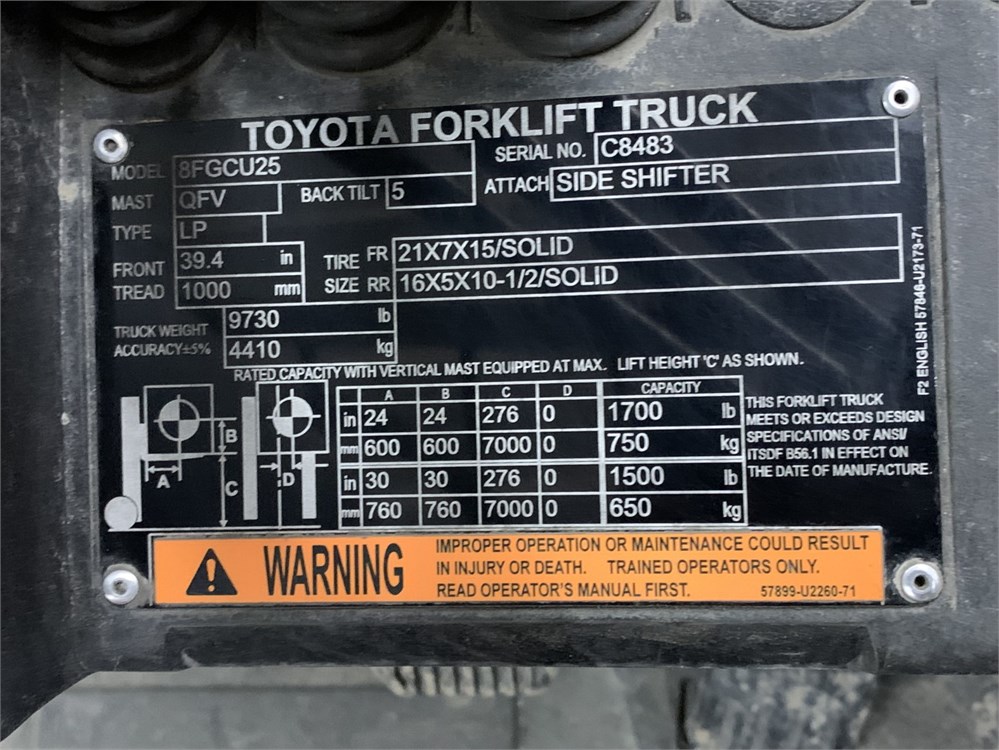 TOYOTA FORKLIFT TRUCK
MODEL 8FGCU25 SERIAL NO. C8483
MAST QFV BACK TILT 5 ATTACH SIDE SHIFTER
TYPE LP
FRONT TREAD 39.4 in TIRE SIZE FR 21X7X15/SOLID
1000 mm RR 16X5X10-1/2/SOLID
TRUCK WEIGHT 9730 lb
ACCURACY±5% 4410 kg
RATED CAPACITY WITH VERTICAL MAST EQUIPPED AT MAX. LIFT HEIGHT 'C' AS SHOWN.
A B C D CAPACITY
in 24 24 276 0 1700 lb
mm 600 600 7000 0 750 kg
in 30 30 276 0 1500 lb
mm 760 760 7000 0 650 kg
A B C D
THIS FORKLIFT TRUCK
MEETS OR EXCEEDS DESIGN
SPECIFICATIONS OF ANSI/
ITSDF B56.1 IN EFFECT ON
THE DATE OF MANUFACTURE.
F2 ENGLISH 57846-U2173-71
WARNING
IMPROPER OPERATION OR MAINTENANCE COULD RESULT
IN INJURY OR DEATH. TRAINED OPERATORS ONLY.
READ OPERATOR'S MANUAL FIRST. 57899-U2260-71